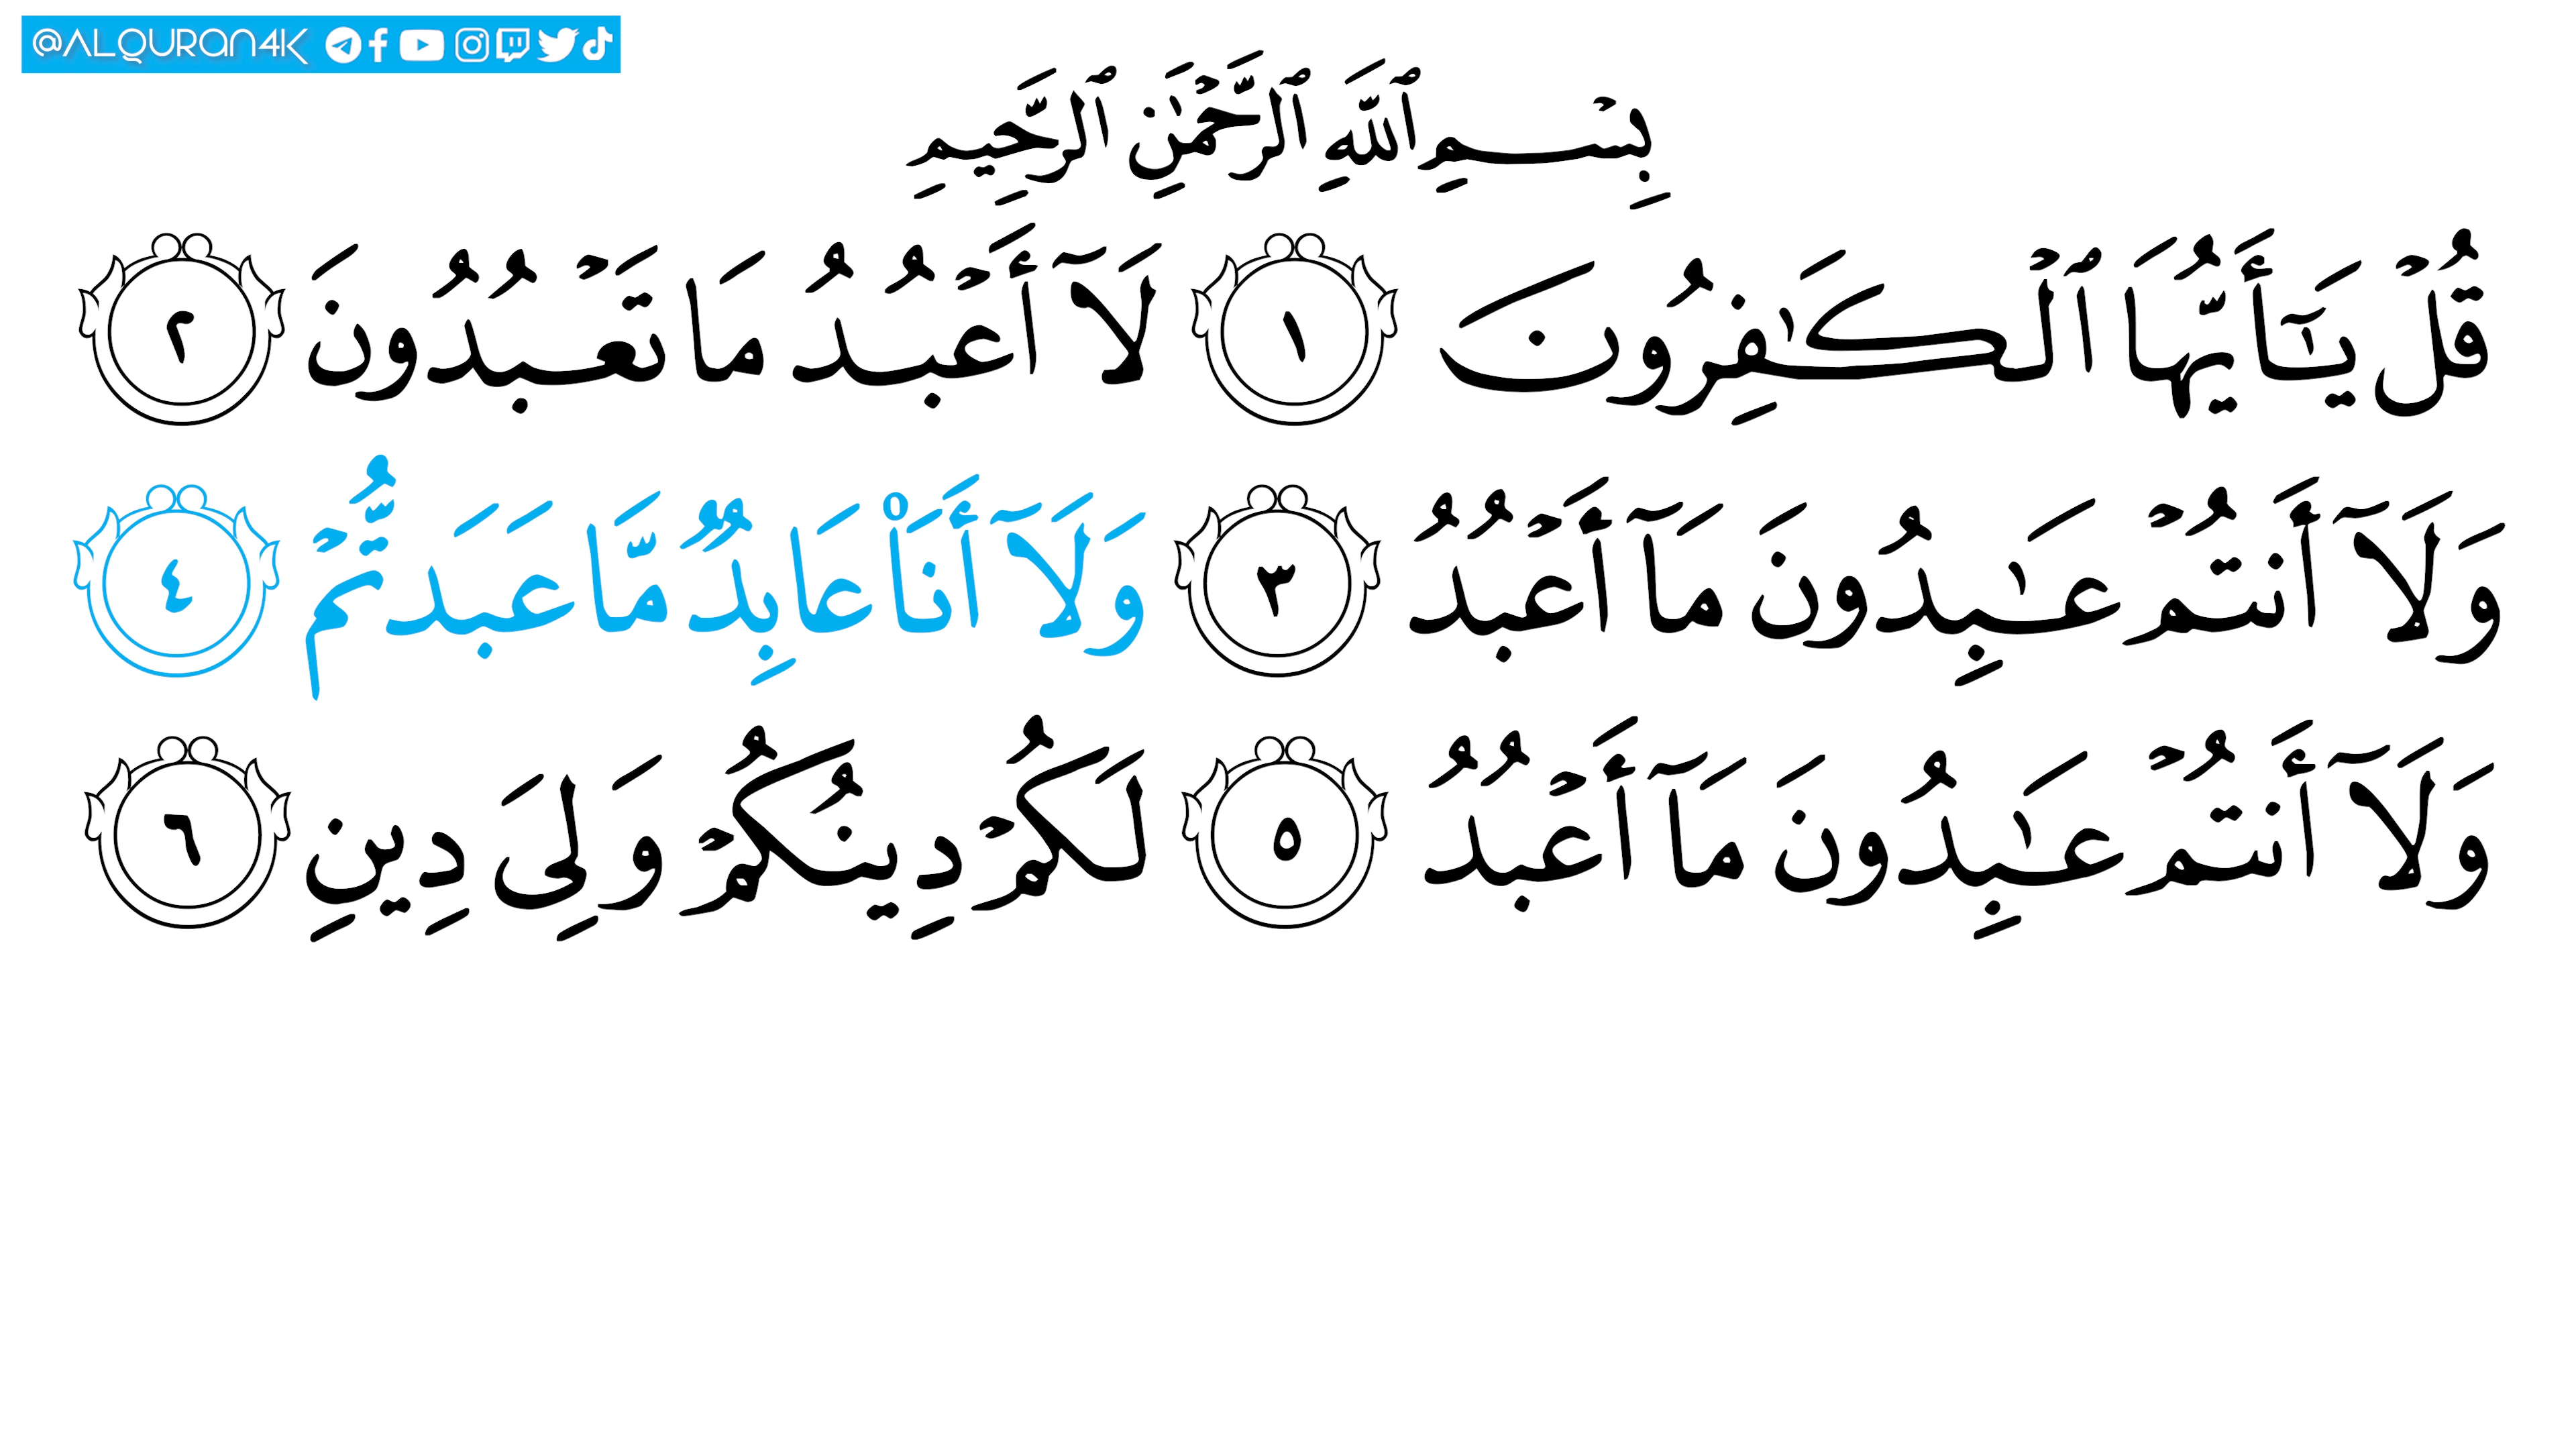 @ALQURAN4K
بِسۡمِ ٱللَّهِ ٱلرَّحۡمَٰنِ ٱلرَّحِيمِ
قُلۡ يَٰٓأَيُّهَا ٱلۡكَٰفِرُونَ ١ لَآ أَعۡبُدُ مَا تَعۡبُدُونَ ٢
وَلَآ أَنتُمۡ عَٰبِدُونَ مَآ أَعۡبُدُ ٣ وَلَآ أَنَا۠ عَابِدٞ مَّا عَبَدتُّمۡ ٤
وَلَآ أَنتُمۡ عَٰبِدُونَ مَآ أَعۡبُدُ ٥ لَكُمۡ دِينُكُمۡ وَلِيَ دِينِ ٦